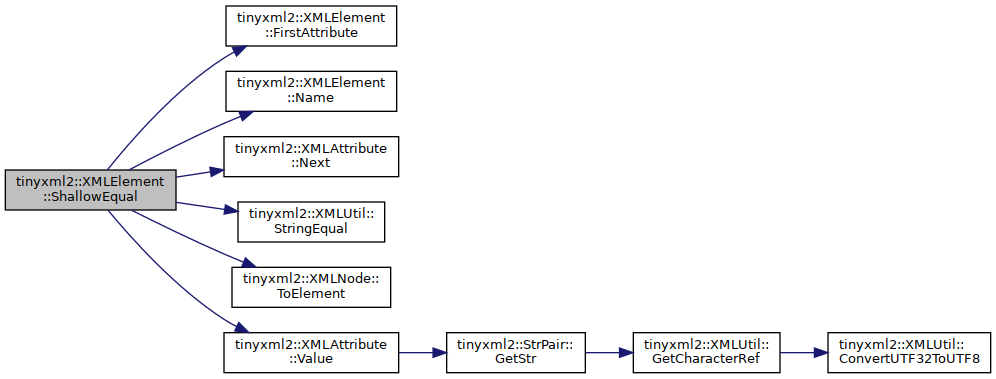 tinyxml2::XMLElement
::FirstAttribute
tinyxml2::XMLElement
::Name
tinyxml2::XMLAttribute
::Next
tinyxml2::XMLElement
::ShallowEqual
tinyxml2::XMLUtil::
StringEqual
tinyxml2::XMLNode::
ToElement
tinyxml2::XMLAttribute
::Value
tinyxml2::StrPair::
GetStr
tinyxml2::XMLUtil::
GetCharacterRef
tinyxml2::XMLUtil::
ConvertUTF32ToUTF8